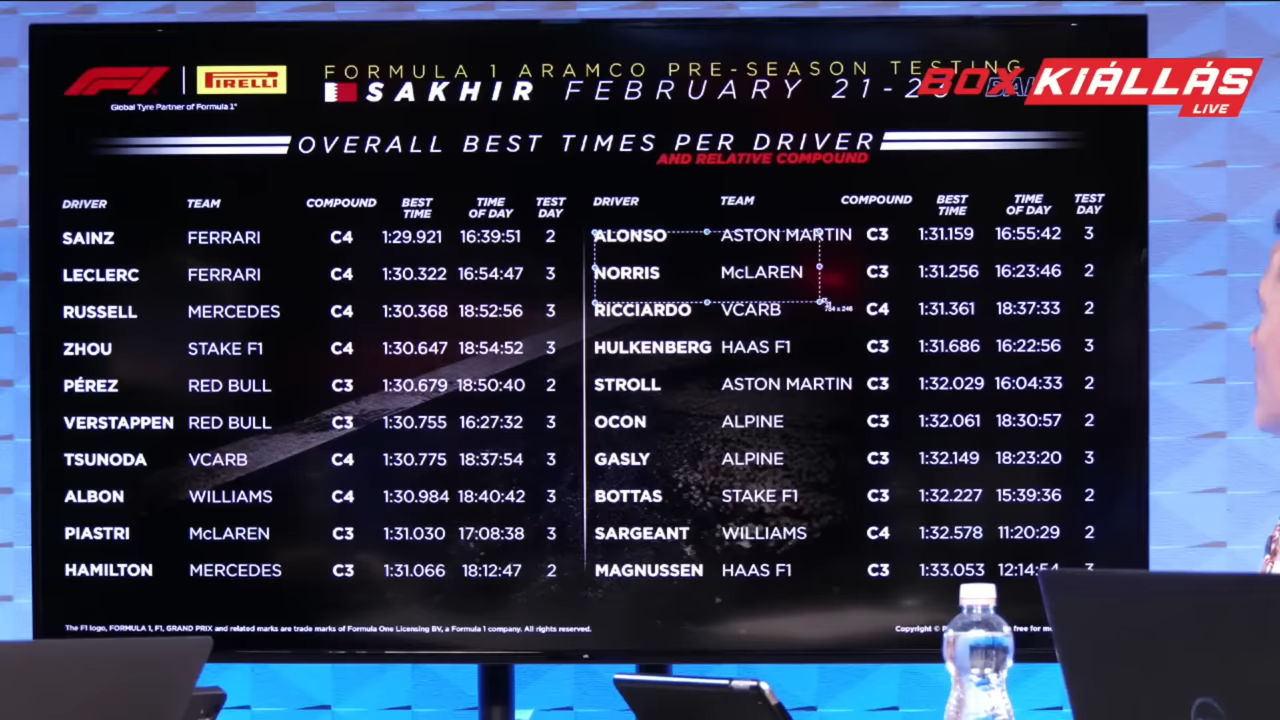 F1 PIRELLI
Global Tyre Partner of Formula 1®
FORMULA 1 ARAMCO PRE-SEASON TESTING
SAKHIR FEBRUARY 21-2
BOX KIÁLLÁS
LIVE
OVERALL BEST TIMES PER DRIVER
AND RELATIVE COMPOUND
DRIVER TEAM COMPOUND BEST TIME TIME OF DAY TEST DAY
SAINZ FERRARI C4 1:29.921 16:39:51 2
LECLERC FERRARI C4 1:30.322 16:54:47 3
RUSSELL MERCEDES C4 1:30.368 18:52:56 3
ZHOU STAKE F1 C4 1:30.647 18:54:52 3
PÉREZ RED BULL C3 1:30.679 18:50:40 2
VERSTAPPEN RED BULL C3 1:30.755 16:27:32 3
TSUNODA VCARB C4 1:30.775 18:37:54 3
ALBON WILLIAMS C4 1:30.984 18:40:42 3
PIASTRI McLAREN C3 1:31.030 17:08:38 3
HAMILTON MERCEDES C3 1:31.066 18:12:47 2
DRIVER TEAM COMPOUND BEST TIME TIME OF DAY TEST DAY
ALONSO ASTON MARTIN C3 1:31.159 16:55:42 3
NORRIS McLAREN C3 1:31.256 16:23:46 2
RICCIARDO VCARB C4 1:31.361 18:37:33 2
HULKENBERG HAAS F1 C3 1:31.686 16:22:56 3
STROLL ASTON MARTIN C3 1:32.029 16:04:33 2
OCON ALPINE C3 1:32.061 18:30:57 2
GASLY ALPINE C3 1:32.149 18:23:20 3
BOTTAS STAKE F1 C3 1:32.227 15:39:36 2
SARGEANT WILLIAMS C4 1:32.578 11:20:29 2
MAGNUSSEN HAAS F1 C3 1:33.053 12:14:54 3
The F1 logo, FORMULA 1, F1, GRAND PRIX and related marks are trade marks of Formula One Licensing BV, a Formula 1 company. All rights reserved.
Copyright © free for